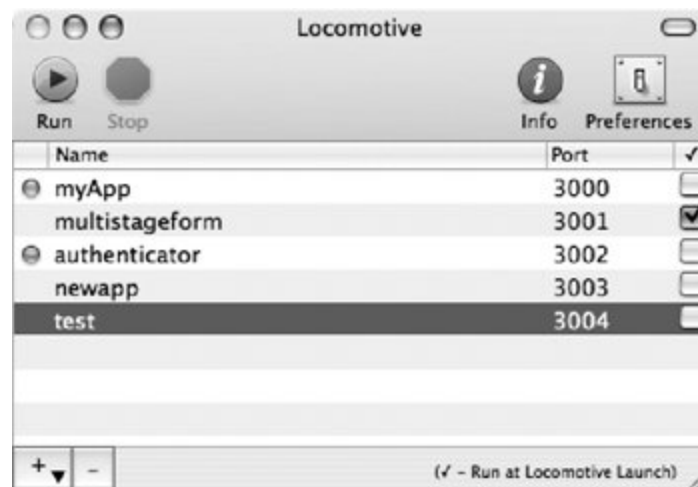 Locomotive
Run Stop Info Preferences
Name Port ✓
myApp 3000
multistageform 3001
authenticator 3002
newapp 3003
test 3004
+ - (✓ - Run at Locomotive Launch)